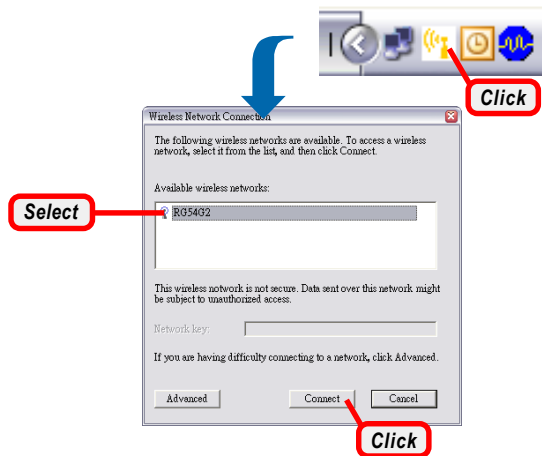 Click
Wireless Network Connection
The following wireless networks are available. To access a wireless
network, select it from the list, and then click Connect.
Available wireless networks:
Select
RG54G2
This wireless notwork is not secure. Data sent over this network might
be subject to unauthorized access.
Network key:
If you are having difficulty connecting to a network, click Advanced.
Advanced
Connect
Cancel
Click